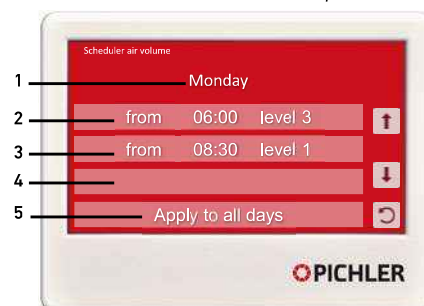 Scheduler air volume
1 Monday
2 from 06:00 level 3
3 from 08:30 level 1
4
5 Apply to all days
PICHLER